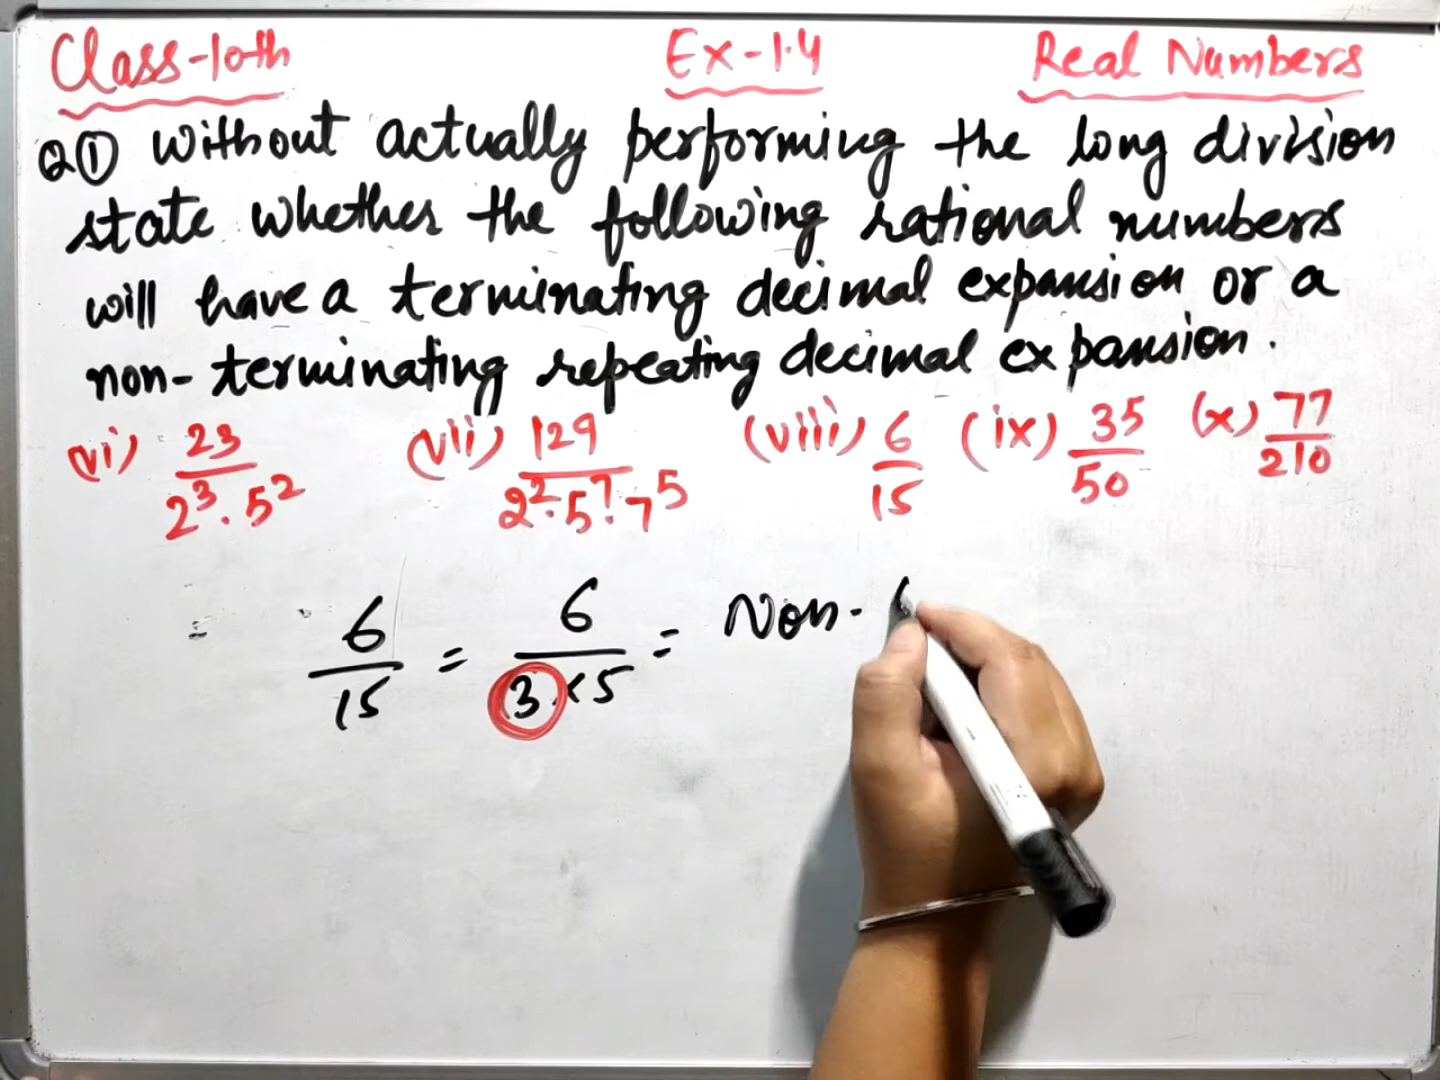 Class-10th Ex-1.4 Real Numbers
Q① Without actually performing the long division
state whether the following rational numbers
will have a terminating decimal expansion or a
non-terminating repeating decimal expansion.
(vi) 23/2³·5² (vii) 129/2²·5⁷·7⁵ (viii) 6/15 (ix) 35/50 (x) 77/210
= 6/15 = 6/3×5 = Non-